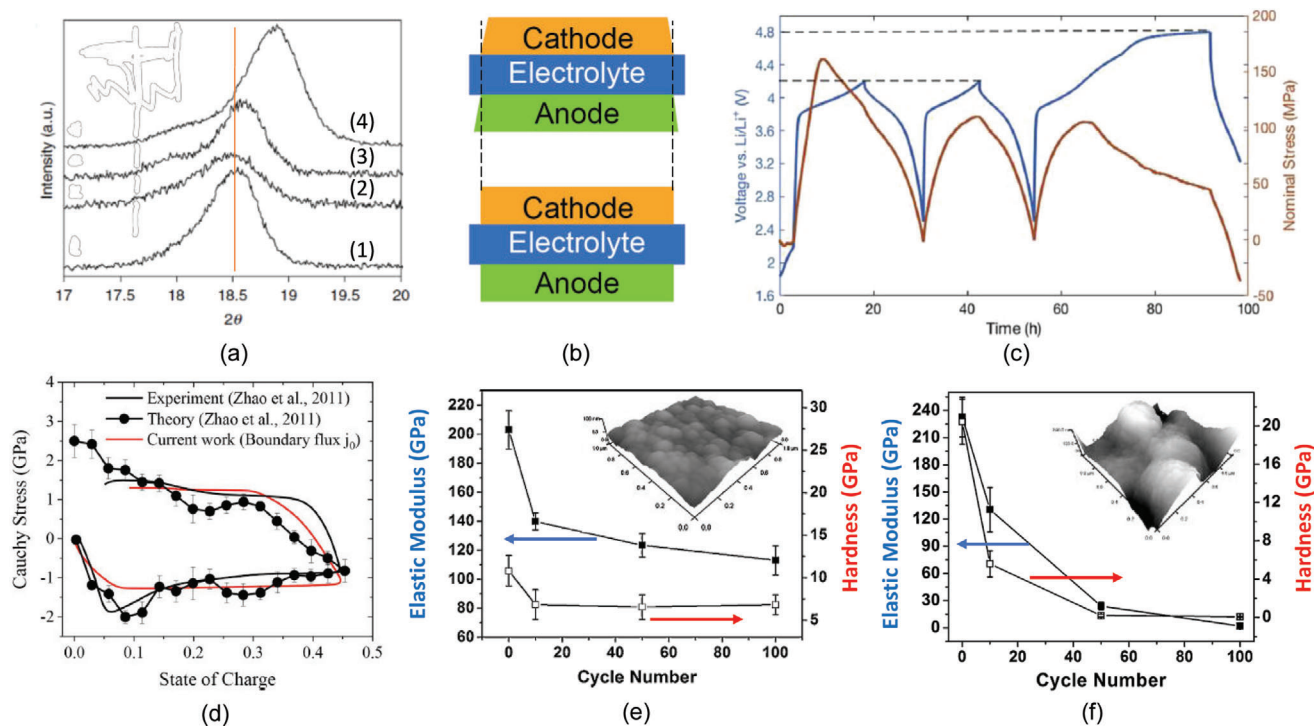 Intensity (a.u.)
(4)
(3)
(2)
(1)
17 17.5 18 18.5 19 19.5 20
2θ
(a)
Cathode
Electrolyte
Anode
Cathode
Electrolyte
Anode
(b)
Voltage vs. Li/Li⁺ (V)
4.8
4.4
4
3.6
3.2
2.8
2.4
2
1.6
200
150
100
50
0
-50
Nominal Stress (MPa)
0 20 40 60 80 100
Time (h)
(c)
Cauchy Stress (GPa)
4
3
2
1
0
-1
-2
Experiment (Zhao et al., 2011)
Theory (Zhao et al., 2011)
Current work (Boundary flux j₀)
0.0 0.1 0.2 0.3 0.4 0.5
State of Charge
(d)
Elastic Modulus (GPa)
220
200
180
160
140
120
100
80
60
30
25
20
15
10
5
Hardness (GPa)
0 20 40 60 80 100
Cycle Number
(e)
Elastic Modulus (GPa)
240
210
180
150
120
90
60
30
0
20
16
12
8
4
0
Hardness (GPa)
0 20 40 60 80 100
Cycle Number
(f)